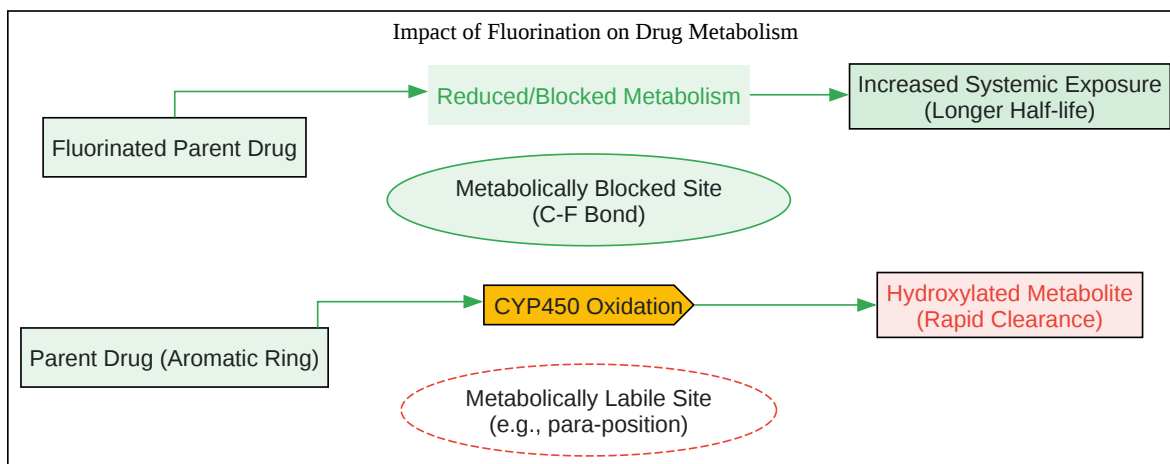 Impact of Fluorination on Drug Metabolism
Reduced/Blocked Metabolism
Increased Systemic Exposure
(Longer Half-life)
Fluorinated Parent Drug
Metabolically Blocked Site
(C-F Bond)
CYP450 Oxidation
Hydroxylated Metabolite
(Rapid Clearance)
Parent Drug (Aromatic Ring)
Metabolically Labile Site
(e.g., para-position)